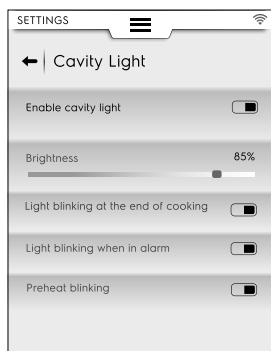 SETTINGS
Cavity Light
Enable cavity light
Brightness 85%
Light blinking at the end of cooking
Light blinking when in alarm
Preheat blinking